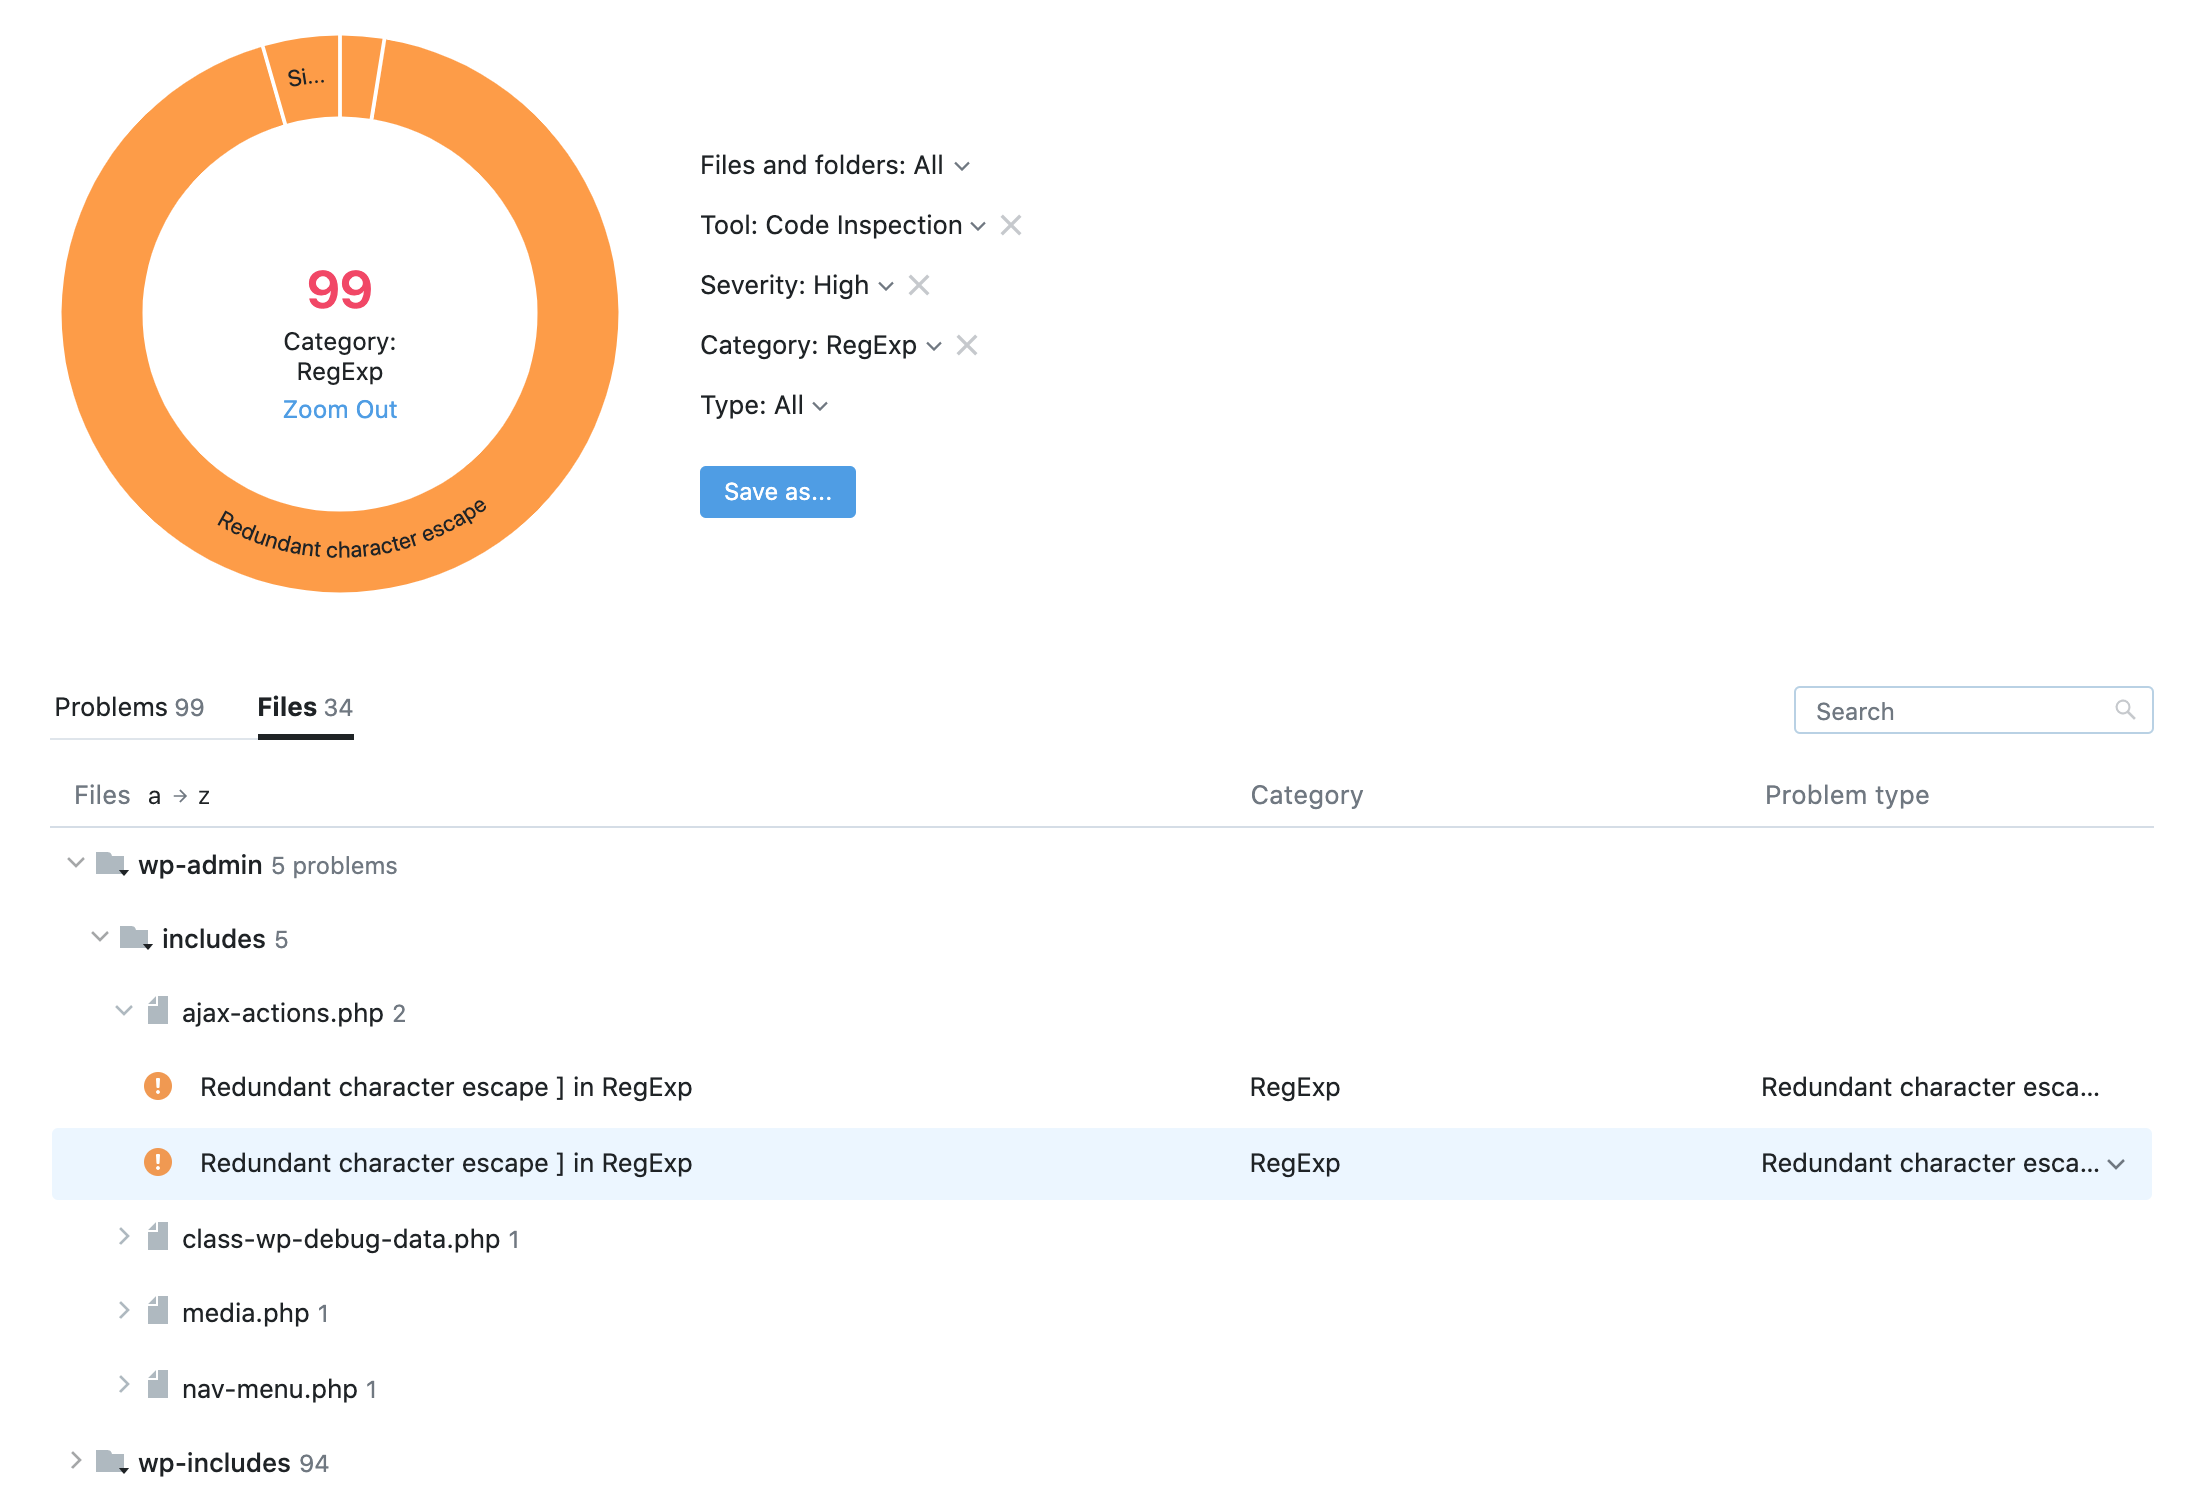 Si...
99
Category:
RegExp
Zoom Out
Redundant character escape
Files and folders: All
Tool: Code Inspection
Severity: High
Category: RegExp
Type: All
Save as...
Problems 99 Files 34 Search
Files a → z Category Problem type
wp-admin 5 problems
includes 5
ajax-actions.php 2
Redundant character escape ] in RegExp RegExp Redundant character esca...
Redundant character escape ] in RegExp RegExp Redundant character esca...
class-wp-debug-data.php 1
media.php 1
nav-menu.php 1
wp-includes 94